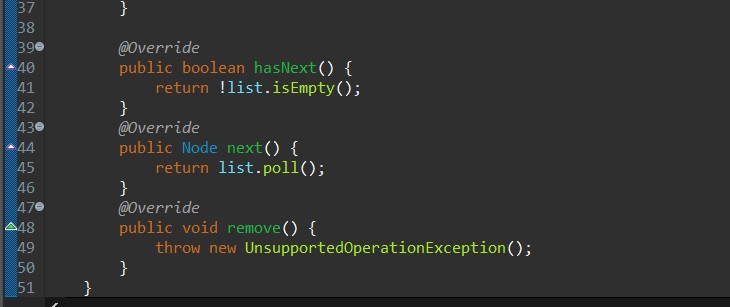 37 }
38
39 @Override
40 public boolean hasNext() {
41 return !list.isEmpty();
42 }
43 @Override
44 public Node next() {
45 return list.poll();
46 }
47 @Override
48 public void remove() {
49 throw new UnsupportedOperationException();
50 }
51 }